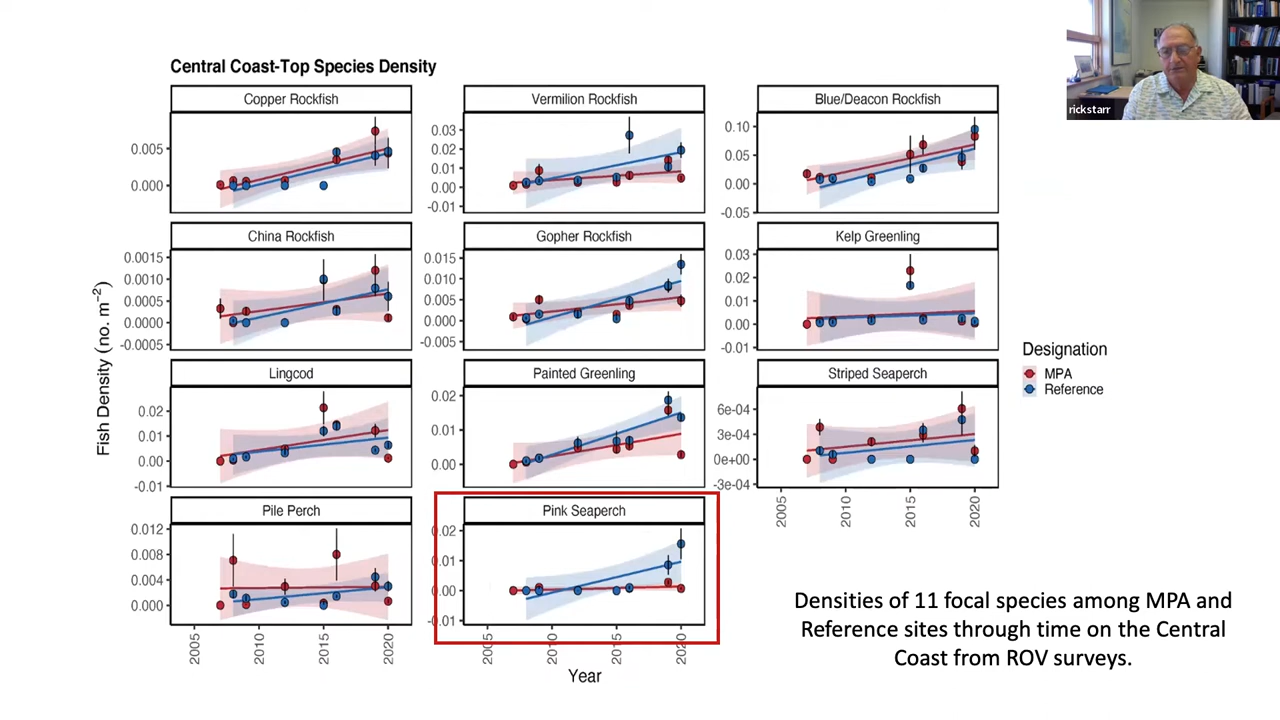 Central Coast-Top Species Density
rickstarr
Copper Rockfish
Vermilion Rockfish
Blue/Deacon Rockfish
0.005
0.000
0.03
0.02
0.01
0.00
-0.01
0.10
0.05
0.00
-0.05
China Rockfish
Gopher Rockfish
Kelp Greenling
0.0015
0.0010
0.0005
0.0000
-0.0005
0.015
0.010
0.005
0.000
-0.005
0.03
0.02
0.01
0.00
-0.01
Fish Density (no. m⁻²)
Lingcod
Painted Greenling
Striped Seaperch
0.02
0.01
0.00
-0.01
0.02
0.01
0.00
6e-04
3e-04
0e+00
-3e-04
2005
2010
2015
2020
Pile Perch
Pink Seaperch
0.012
0.008
0.004
0.000
0.02
0.01
0.00
-0.01
2005
2010
2015
2020
2005
2010
2015
2020
Year
Designation
MPA
Reference
Densities of 11 focal species among MPA and
Reference sites through time on the Central
Coast from ROV surveys.